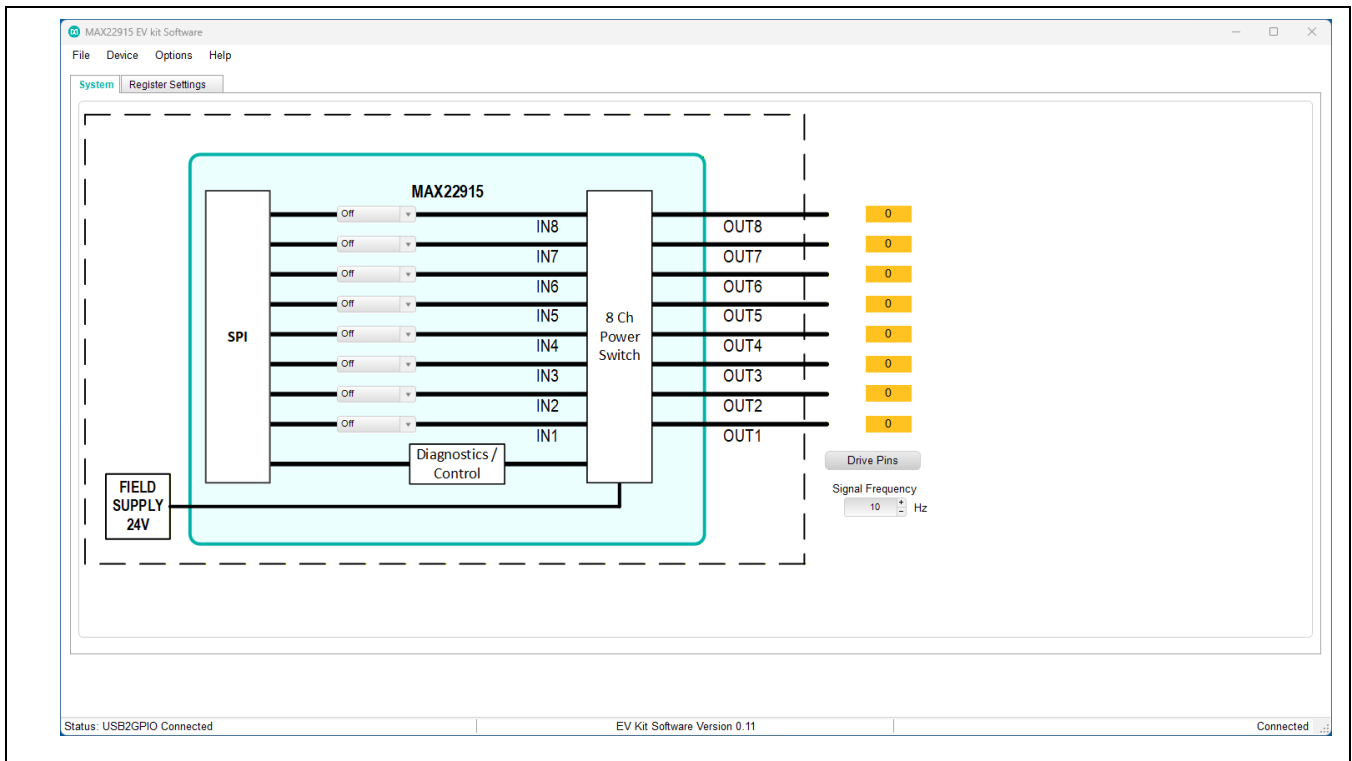 MAX22915 EV kit Software
File Device Options Help
System Register Settings
MAX22915
SPI
Off
IN8
OUT8
0
Off
IN7
OUT7
0
Off
IN6
OUT6
0
Off
IN5
OUT5
0
8 Ch
Power
Switch
Off
IN4
OUT4
0
Off
IN3
OUT3
0
Off
IN2
OUT2
0
Off
IN1
OUT1
0
Diagnostics /
Control
Drive Pins
FIELD
SUPPLY
24V
Signal Frequency
10 + - Hz
Status: USB2GPIO Connected
EV Kit Software Version 0.11
Connected